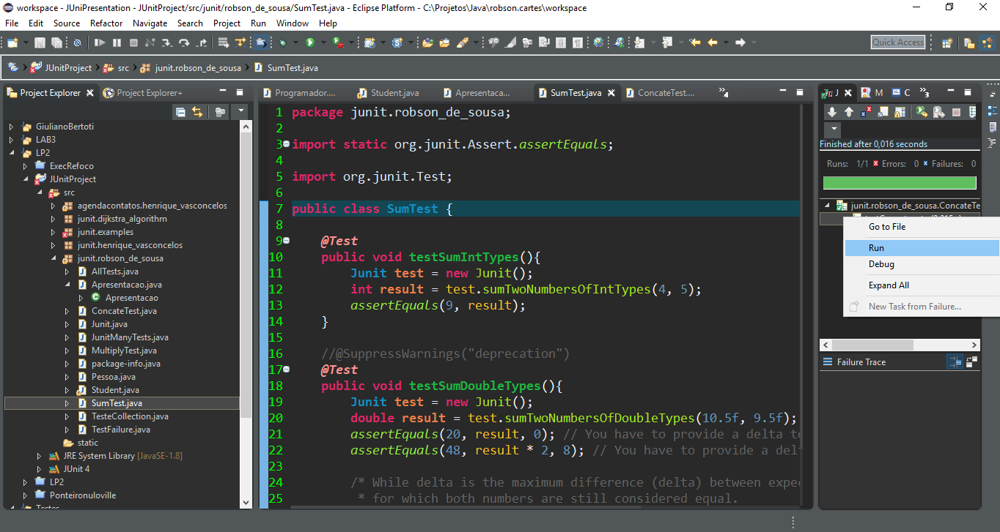 workspace - JUniPresentation - JUnitProject/src/junit/robson_de_sousa/SumTest.java - Eclipse Platform - C:\Projetos\Java\robson.cartes\workspace
File Edit Source Refactor Navigate Search Project Run Window Help
Quick Access
JUnitProject src junit.robson_de_sousa SumTest.java
Project Explorer Project Explorer+
GiulianoBertoti
LAB3
LP2
ExecRefoco
JUnitProject
src
agendacontatos.henrique_vasconcelos
junit.dijkstra_algorithm
junit.examples
junit.henrique_vasconcelos
junit.robson_de_sousa
AllTests.java
Apresentacao.java
Apresentacao
ConcateTest.java
Junit.java
JunitManyTests.java
MultiplyTest.java
package-info.java
Pessoa.java
Student.java
SumTest.java
TesteCollection.java
TestFailure.java
static
JRE System Library [JavaSE-1.8]
JUnit 4
LP2
Ponteironuloville
Testes
Programador.... Student.java Apresentaca... SumTest.java ConcateTest.... 4
1 package junit.robson_de_sousa;
2
3 import static org.junit.Assert.assertEquals;
4
5 import org.junit.Test;
6
7 public class SumTest {
8
9 @Test
10 public void testSumIntTypes(){
11 Junit test = new Junit();
12 int result = test.sumTwoNumbersOfIntTypes(4, 5);
13 assertEquals(9, result);
14 }
15
16 //@SuppressWarnings("deprecation")
17 @Test
18 public void testSumDoubleTypes(){
19 Junit test = new Junit();
20 double result = test.sumTwoNumbersOfDoubleTypes(10.5f, 9.5f);
21 assertEquals(20, result, 0); // You have to provide a delta to
22 assertEquals(48, result * 2, 8); // You have to provide a del
23
24 /* While delta is the maximum difference (delta) between expe
25 * for which both numbers are still considered equal.
J M C 3
Finished after 0,016 seconds
Runs: 1/1 Errors: 0 Failures: 0
junit.robson_de_sousa.ConcateTe
Go to File
Run
Debug
Expand All
New Task from Failure...
Failure Trace